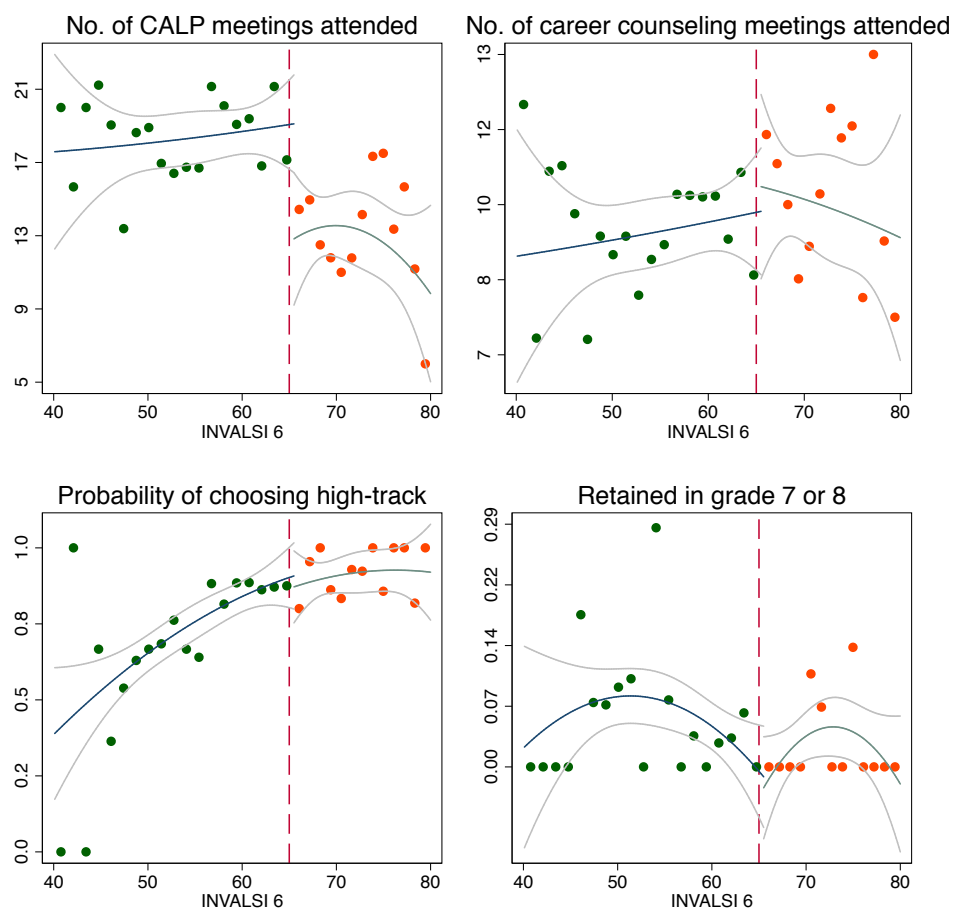 No. of CALP meetings attended
21
17
13
9
5
40 50 60 70 80
INVALSI 6
No. of career counseling meetings attended
13
12
10
8
7
40 50 60 70 80
INVALSI 6
Probability of choosing high-track
1.0
0.8
0.5
0.2
0.0
40 50 60 70 80
INVALSI 6
Retained in grade 7 or 8
0.29
0.22
0.14
0.07
0.00
40 50 60 70 80
INVALSI 6